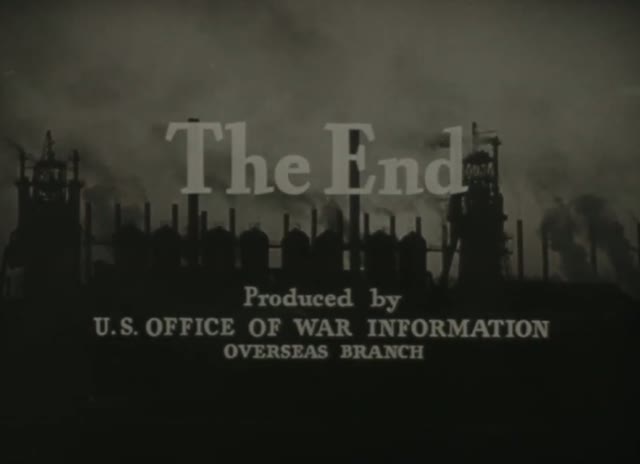 The End
Produced by
U.S. OFFICE OF WAR INFORMATION
OVERSEAS BRANCH